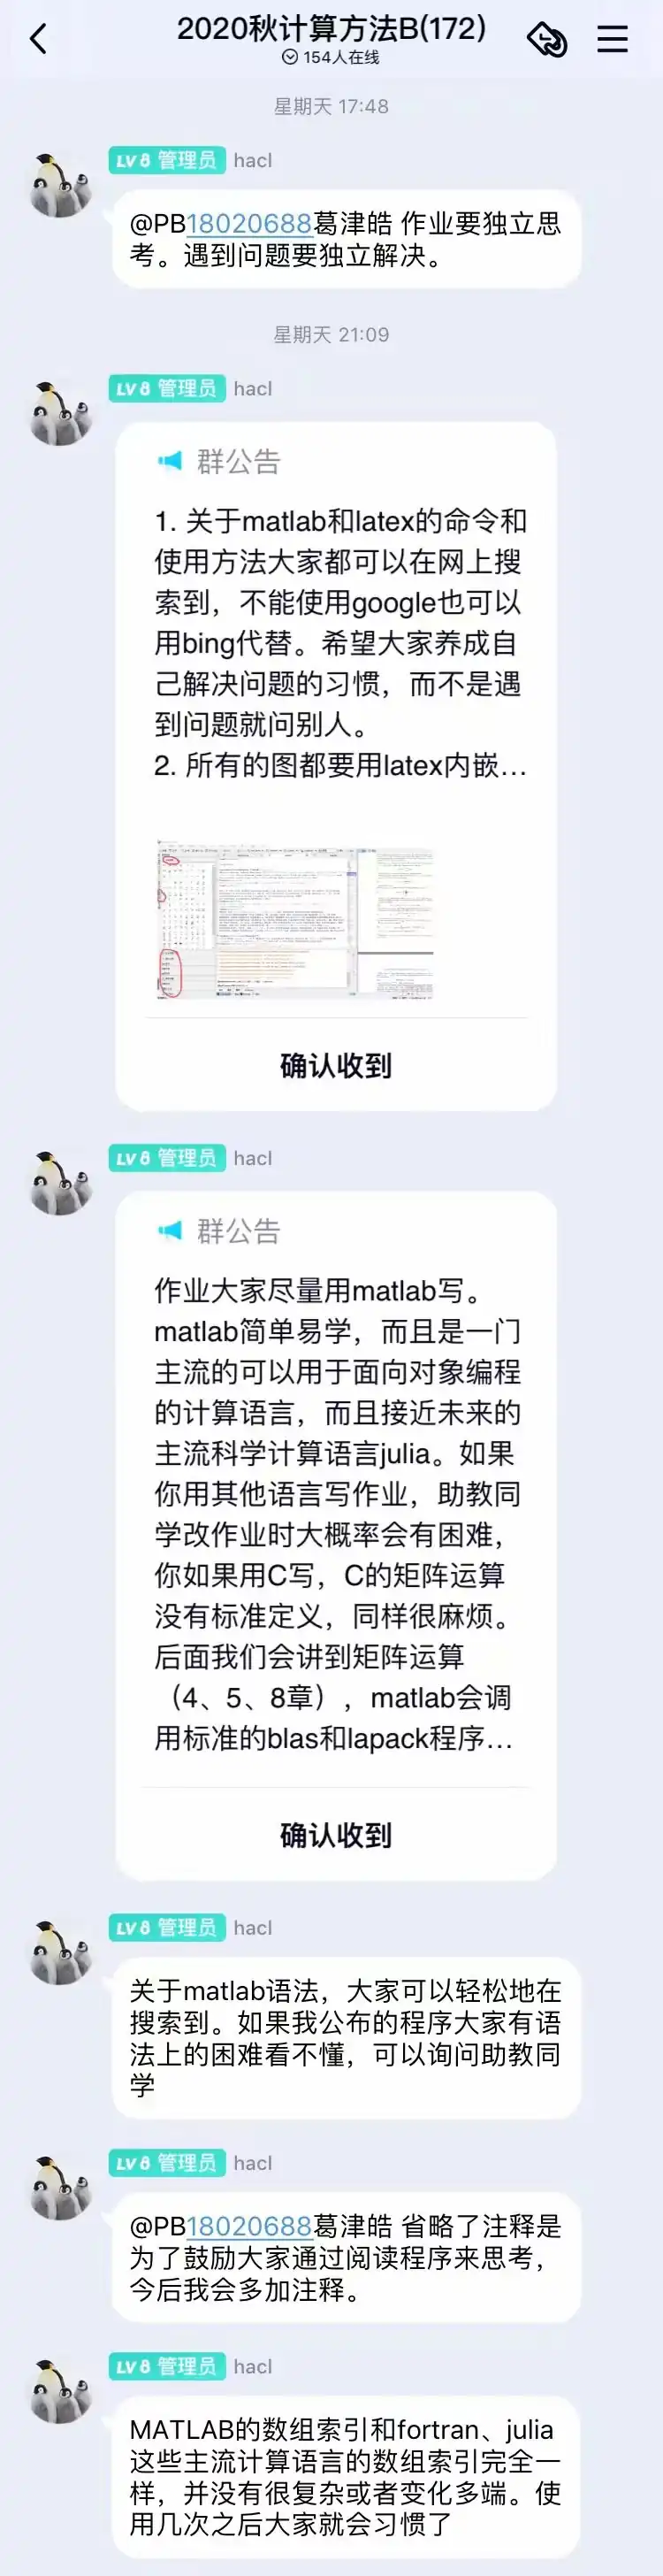 2020秋计算方法B(172)
154人在线
星期天 17:48
LV8 管理员 hacl
@PB18020688葛津皓 作业要独立思
考。遇到问题要独立解决。
星期天 21:09
LV8 管理员 hacl
群公告
1. 关于matlab和latex的命令和
使用方法大家都可以在网上搜
索到，不能使用google也可以
用bing代替。希望大家养成自
己解决问题的习惯，而不是遇
到问题就问别人。
2. 所有的图都要用latex内嵌...
确认收到
LV8 管理员 hacl
群公告
作业大家尽量用matlab写。
matlab简单易学，而且是一门
主流的可以用于面向对象编程
的计算语言，而且接近未来的
主流科学计算语言julia。如果
你用其他语言写作业，助教同
学改作业时大概率会有困难，
你如果用C写，C的矩阵运算
没有标准定义，同样很麻烦。
后面我们会讲到矩阵运算
（4、5、8章），matlab会调
用标准的blas和lapack程序...
确认收到
LV8 管理员 hacl
关于matlab语法，大家可以轻松地在
搜索到。如果我公布的程序大家有语
法上的困难看不懂，可以询问助教同
学
LV8 管理员 hacl
@PB18020688葛津皓 省略了注释是
为了鼓励大家通过阅读程序来思考，
今后我会多加注释。
LV8 管理员 hacl
MATLAB的数组索引和fortran、julia
这些主流计算语言的数组索引完全一
样，并没有很复杂或者变化多端。使
用几次之后大家就会习惯了